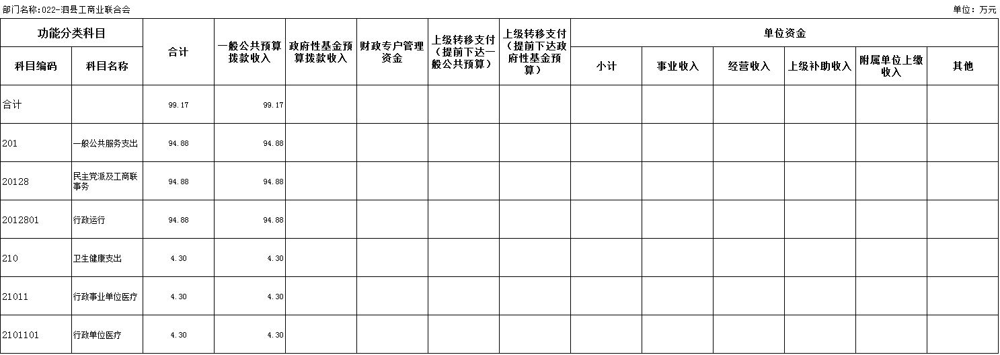 部门名称:022-泗县工商业联合会
单位：万元
功能分类科目
合计
一般公共预算
拨款收入
政府性基金预
算拨款收入
财政专户管理
资金
上级转移支付
（提前下达一
般公共预算）
上级转移支付
（提前下达政
府性基金预
算）
单位资金
科目编码
科目名称
小计
事业收入
经营收入
上级补助收入
附属单位上缴
收入
其他
合计 99.17 99.17
201 一般公共服务支出 94.88 94.88
20128 民主党派及工商联
事务 94.88 94.88
2012801 行政运行 94.88 94.88
210 卫生健康支出 4.30 4.30
21011 行政事业单位医疗 4.30 4.30
2101101 行政单位医疗 4.30 4.30